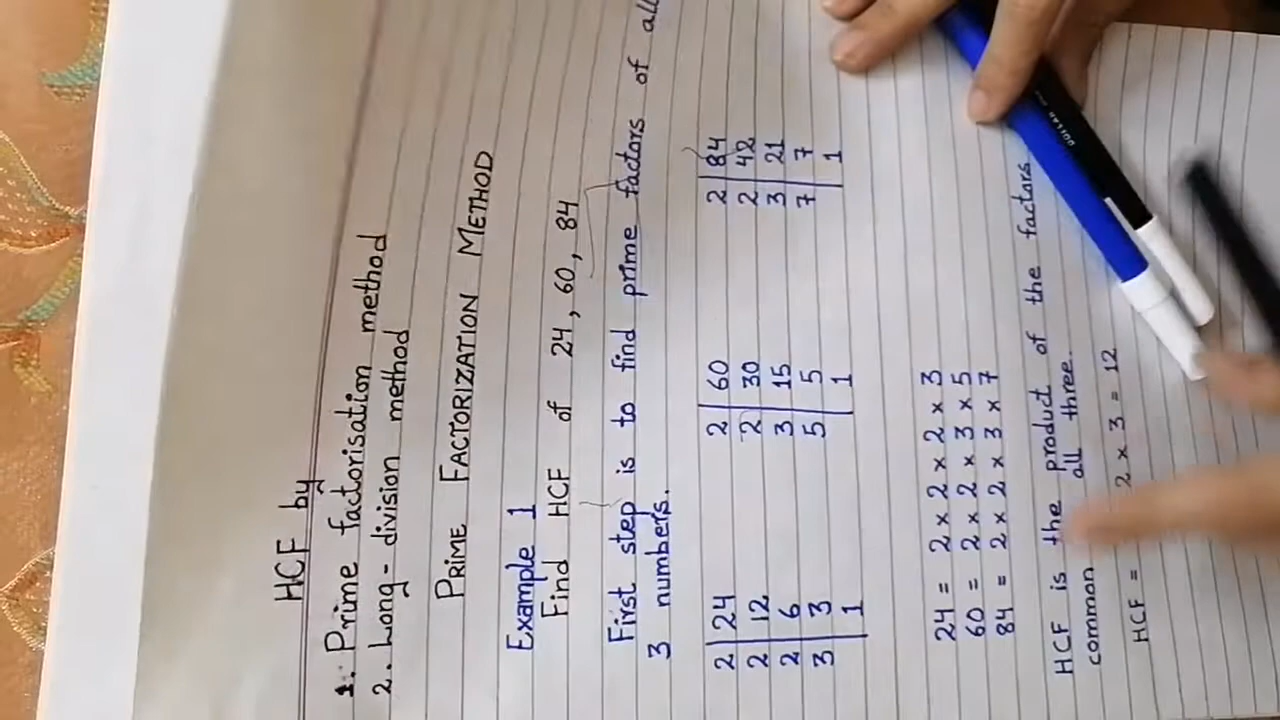 HCF by
1. Prime factorisation method
2. Long-division method
PRIME FACTORIZATION METHOD
Example 1
Find HCF of 24, 60, 84
First step is to find prime factors of all
3 numbers.
2 | 24 2 | 60 2 | 84
2 | 12 2 | 30 2 | 42
2 | 6 3 | 15 3 | 21
3 | 3 5 | 5 7 | 7
| 1 | 1 | 1
24 = 2 × 2 × 2 × 3
60 = 2 × 2 × 3 × 5
84 = 2 × 2 × 3 × 7
HCF is the product of the factors
common all three.
HCF = 2 × 3 = 12
DOLLAR